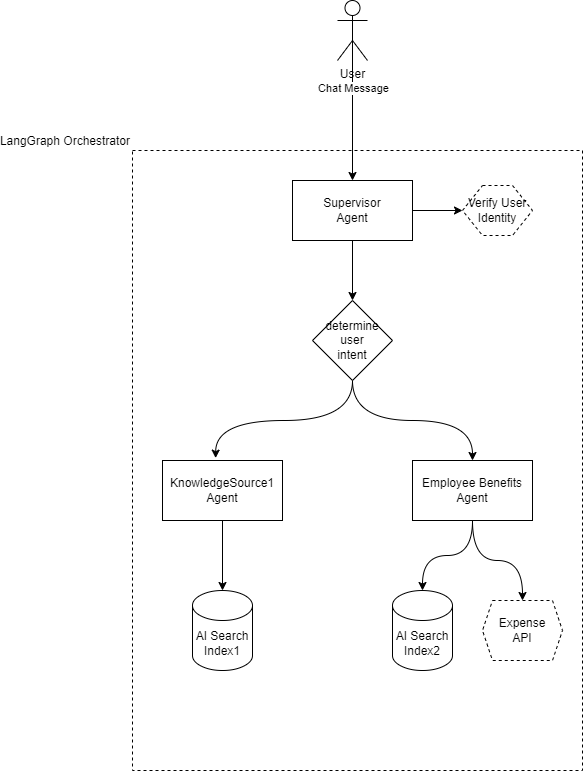 User
Chat Message
LangGraph Orchestrator
Supervisor
Agent
Verify User
Identity
determine
user
intent
KnowledgeSource1
Agent
Employee Benefits
Agent
AI Search
Index1
AI Search
Index2
Expense
API